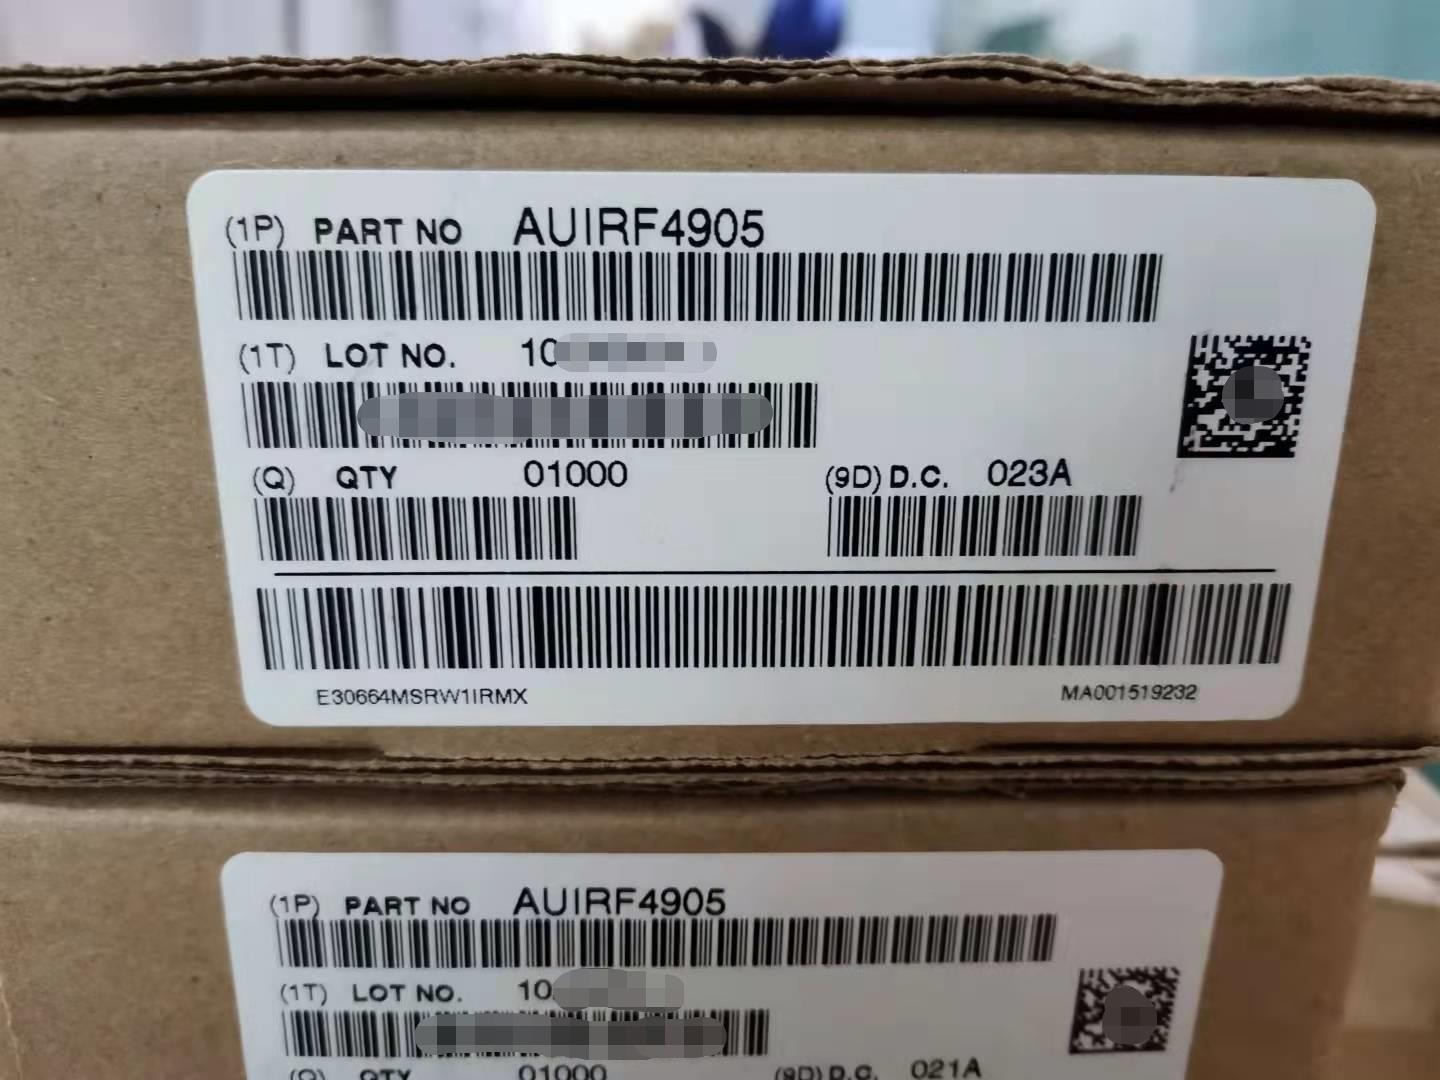 (1P) PART NO AUIRF4905
(1T) LOT NO. 10
(Q) QTY 01000 (9D) D.C. 023A
E30664MSRW1IRMX MA001519232
(1P) PART NO AUIRF4905
(1T) LOT NO. 10
(Q) QTY 01000 (9D) D.C. 021A